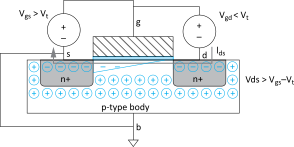 Vgs > Vt
g
Vgd < Vt
+
−
+
−
s
d
Ids
n+
n+
Vds > Vgs−Vt
p-type body
b